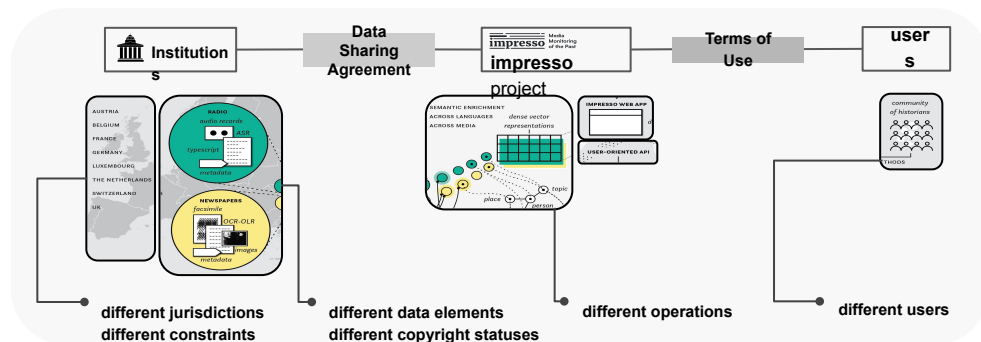 Institution
s
Data
Sharing
Agreement
impresso
Media
Monitoring
of the Past
impresso
project
Terms of
Use
user
s
AUSTRIA
BELGIUM
FRANCE
GERMANY
LUXEMBOURG
THE NETHERLANDS
SWITZERLAND
UK
RADIO
audio records
ASR
typescript
metadata
NEWSPAPERS
facsimile
OCR-OLR
images
metadata
SEMANTIC ENRICHMENT
ACROSS LANGUAGES
ACROSS MEDIA
dense vector
representations
topic
place
person
IMPRESSO WEB APP
d
USER-ORIENTED API
community
of historians
THODS
different jurisdictions
different constraints
different data elements
different copyright statuses
different operations
different users